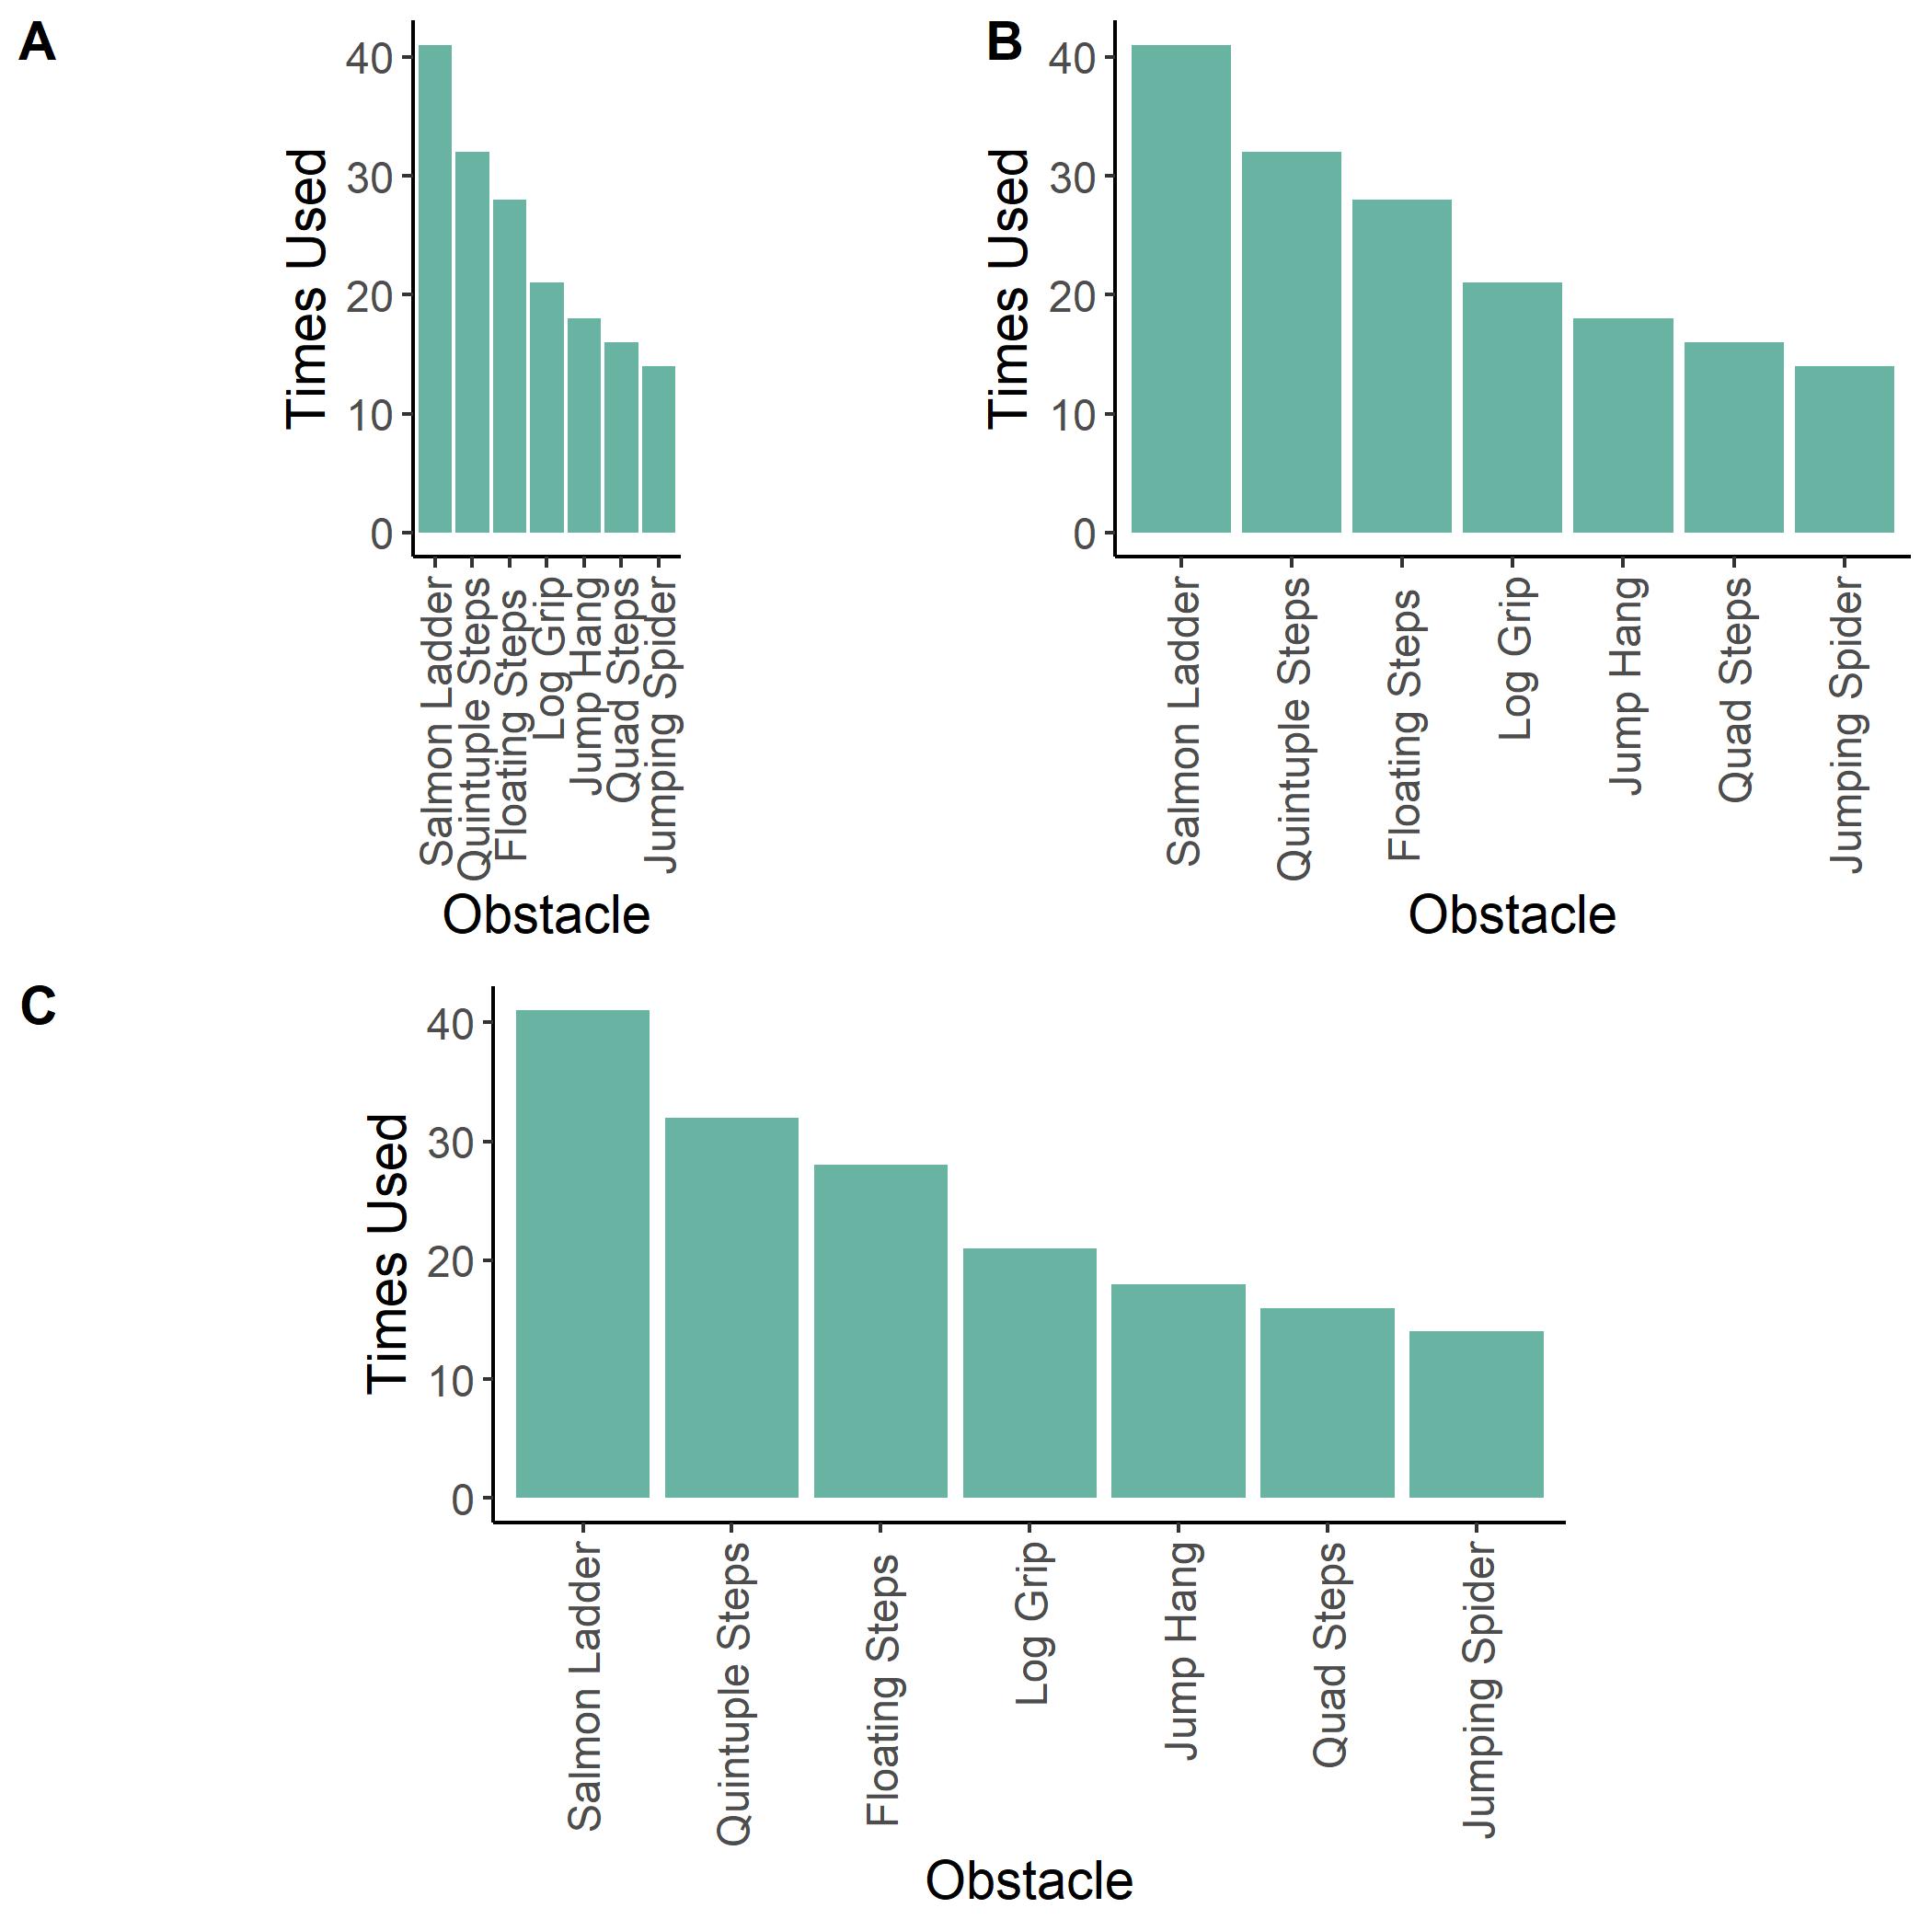 A
Times Used
40
30
20
10
0
Salmon Ladder
Quintuple Steps
Floating Steps
Log Grip
Jump Hang
Quad Steps
Jumping Spider
Obstacle
B
Times Used
40
30
20
10
0
Salmon Ladder
Quintuple Steps
Floating Steps
Log Grip
Jump Hang
Quad Steps
Jumping Spider
Obstacle
C
Times Used
40
30
20
10
0
Salmon Ladder
Quintuple Steps
Floating Steps
Log Grip
Jump Hang
Quad Steps
Jumping Spider
Obstacle